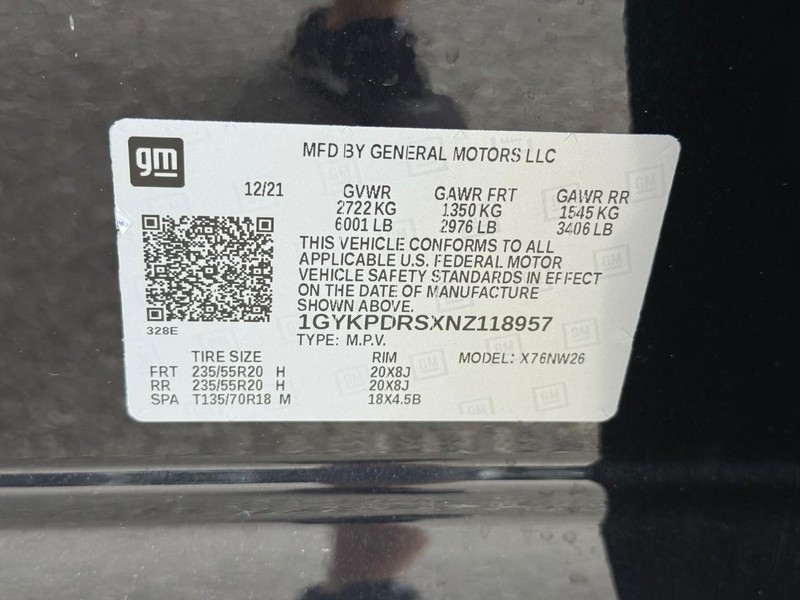 gm
MFD BY GENERAL MOTORS LLC
12/21 GVWR GAWR FRT GAWR RR
2722 KG 1350 KG 1545 KG
6001 LB 2976 LB 3406 LB
THIS VEHICLE CONFORMS TO ALL
APPLICABLE U.S. FEDERAL MOTOR
VEHICLE SAFETY STANDARDS IN EFFECT
ON THE DATE OF MANUFACTURE
SHOWN ABOVE.
328E
1GYKPDRSXNZ118957
TYPE: M.P.V.
TIRE SIZE RIM MODEL: X76NW26
FRT 235/55R20 H 20X8J
RR 235/55R20 H 20X8J
SPA T135/70R18 M 18X4.5B